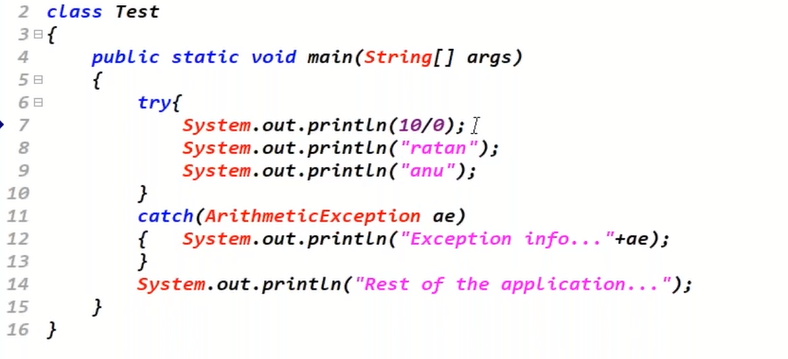 2 class Test
3 {
4 public static void main(String[] args)
5 {
6 try{
7 System.out.println(10/0);
8 System.out.println("ratan");
9 System.out.println("anu");
10 }
11 catch(ArithmeticException ae)
12 { System.out.println("Exception info..."+ae);
13 }
14 System.out.println("Rest of the application...");
15 }
16 }